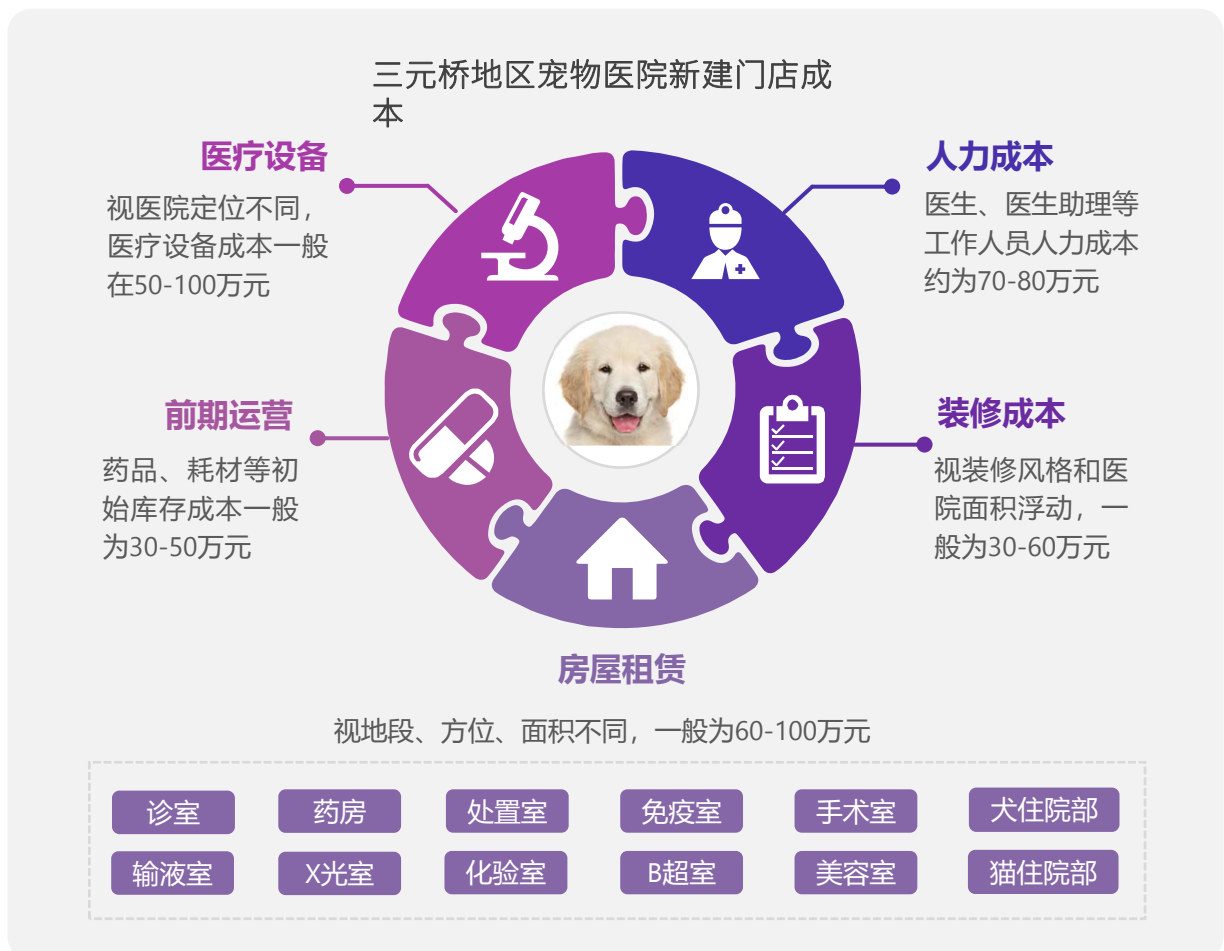 三元桥地区宠物医院新建门店成
本
医疗设备
视医院定位不同，
医疗设备成本一般
在50-100万元
人力成本
医生、医生助理等
工作人员人力成本
约为70-80万元
前期运营
药品、耗材等初
始库存成本一般
为30-50万元
装修成本
视装修风格和医
院面积浮动，一
般为30-60万元
房屋租赁
视地段、方位、面积不同，一般为60-100万元
诊室 药房 处置室 免疫室 手术室 犬住院部
输液室 X光室 化验室 B超室 美容室 猫住院部